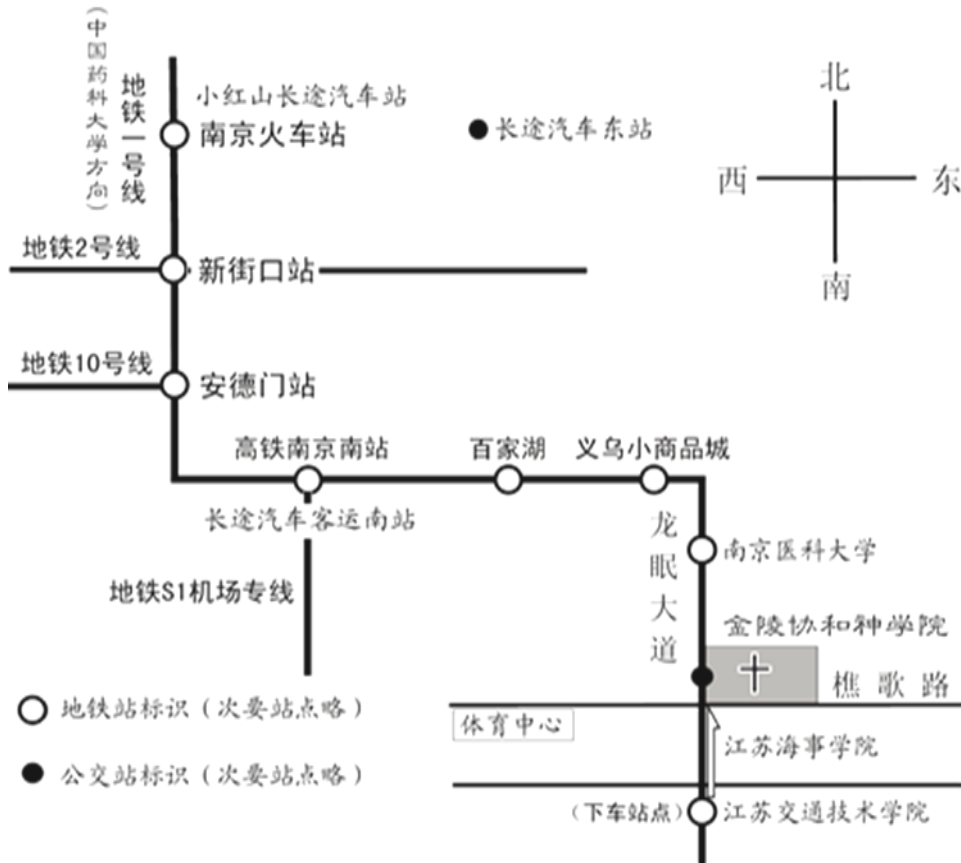 (中国药科大学方向)
地铁一号线
小红山长途汽车站
南京火车站
长途汽车东站
北
西
东
南
地铁2号线
新街口站
地铁10号线
安德门站
高铁南京南站
百家湖
义乌小商品城
长途汽车客运南站
龙眠大道
南京医科大学
地铁S1机场专线
金陵协和神学院
樵歌路
地铁站标识(次要站点略)
体育中心
江苏海事学院
公交站标识(次要站点略)
(下车站点)
江苏交通技术学院